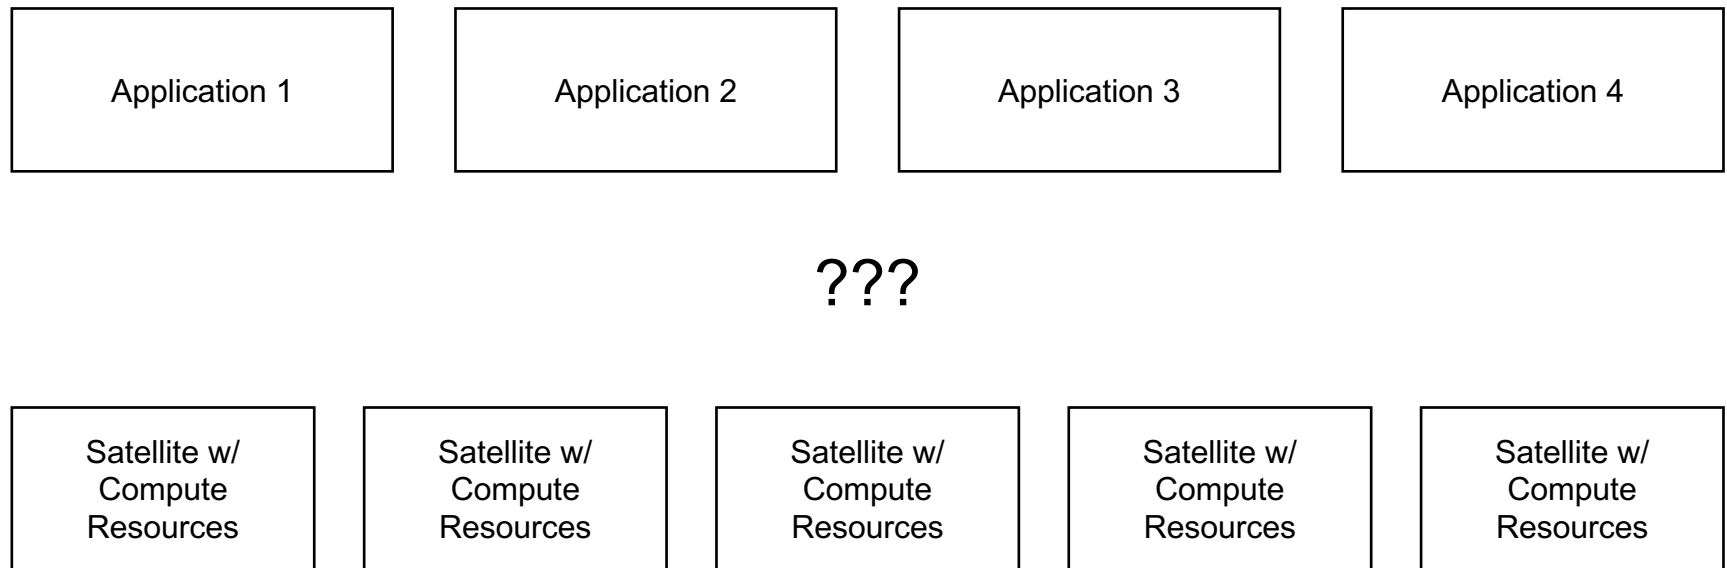 Application 1
Application 2
Application 3
Application 4
???
Satellite w/
Compute
Resources
Satellite w/
Compute
Resources
Satellite w/
Compute
Resources
Satellite w/
Compute
Resources
Satellite w/
Compute
Resources